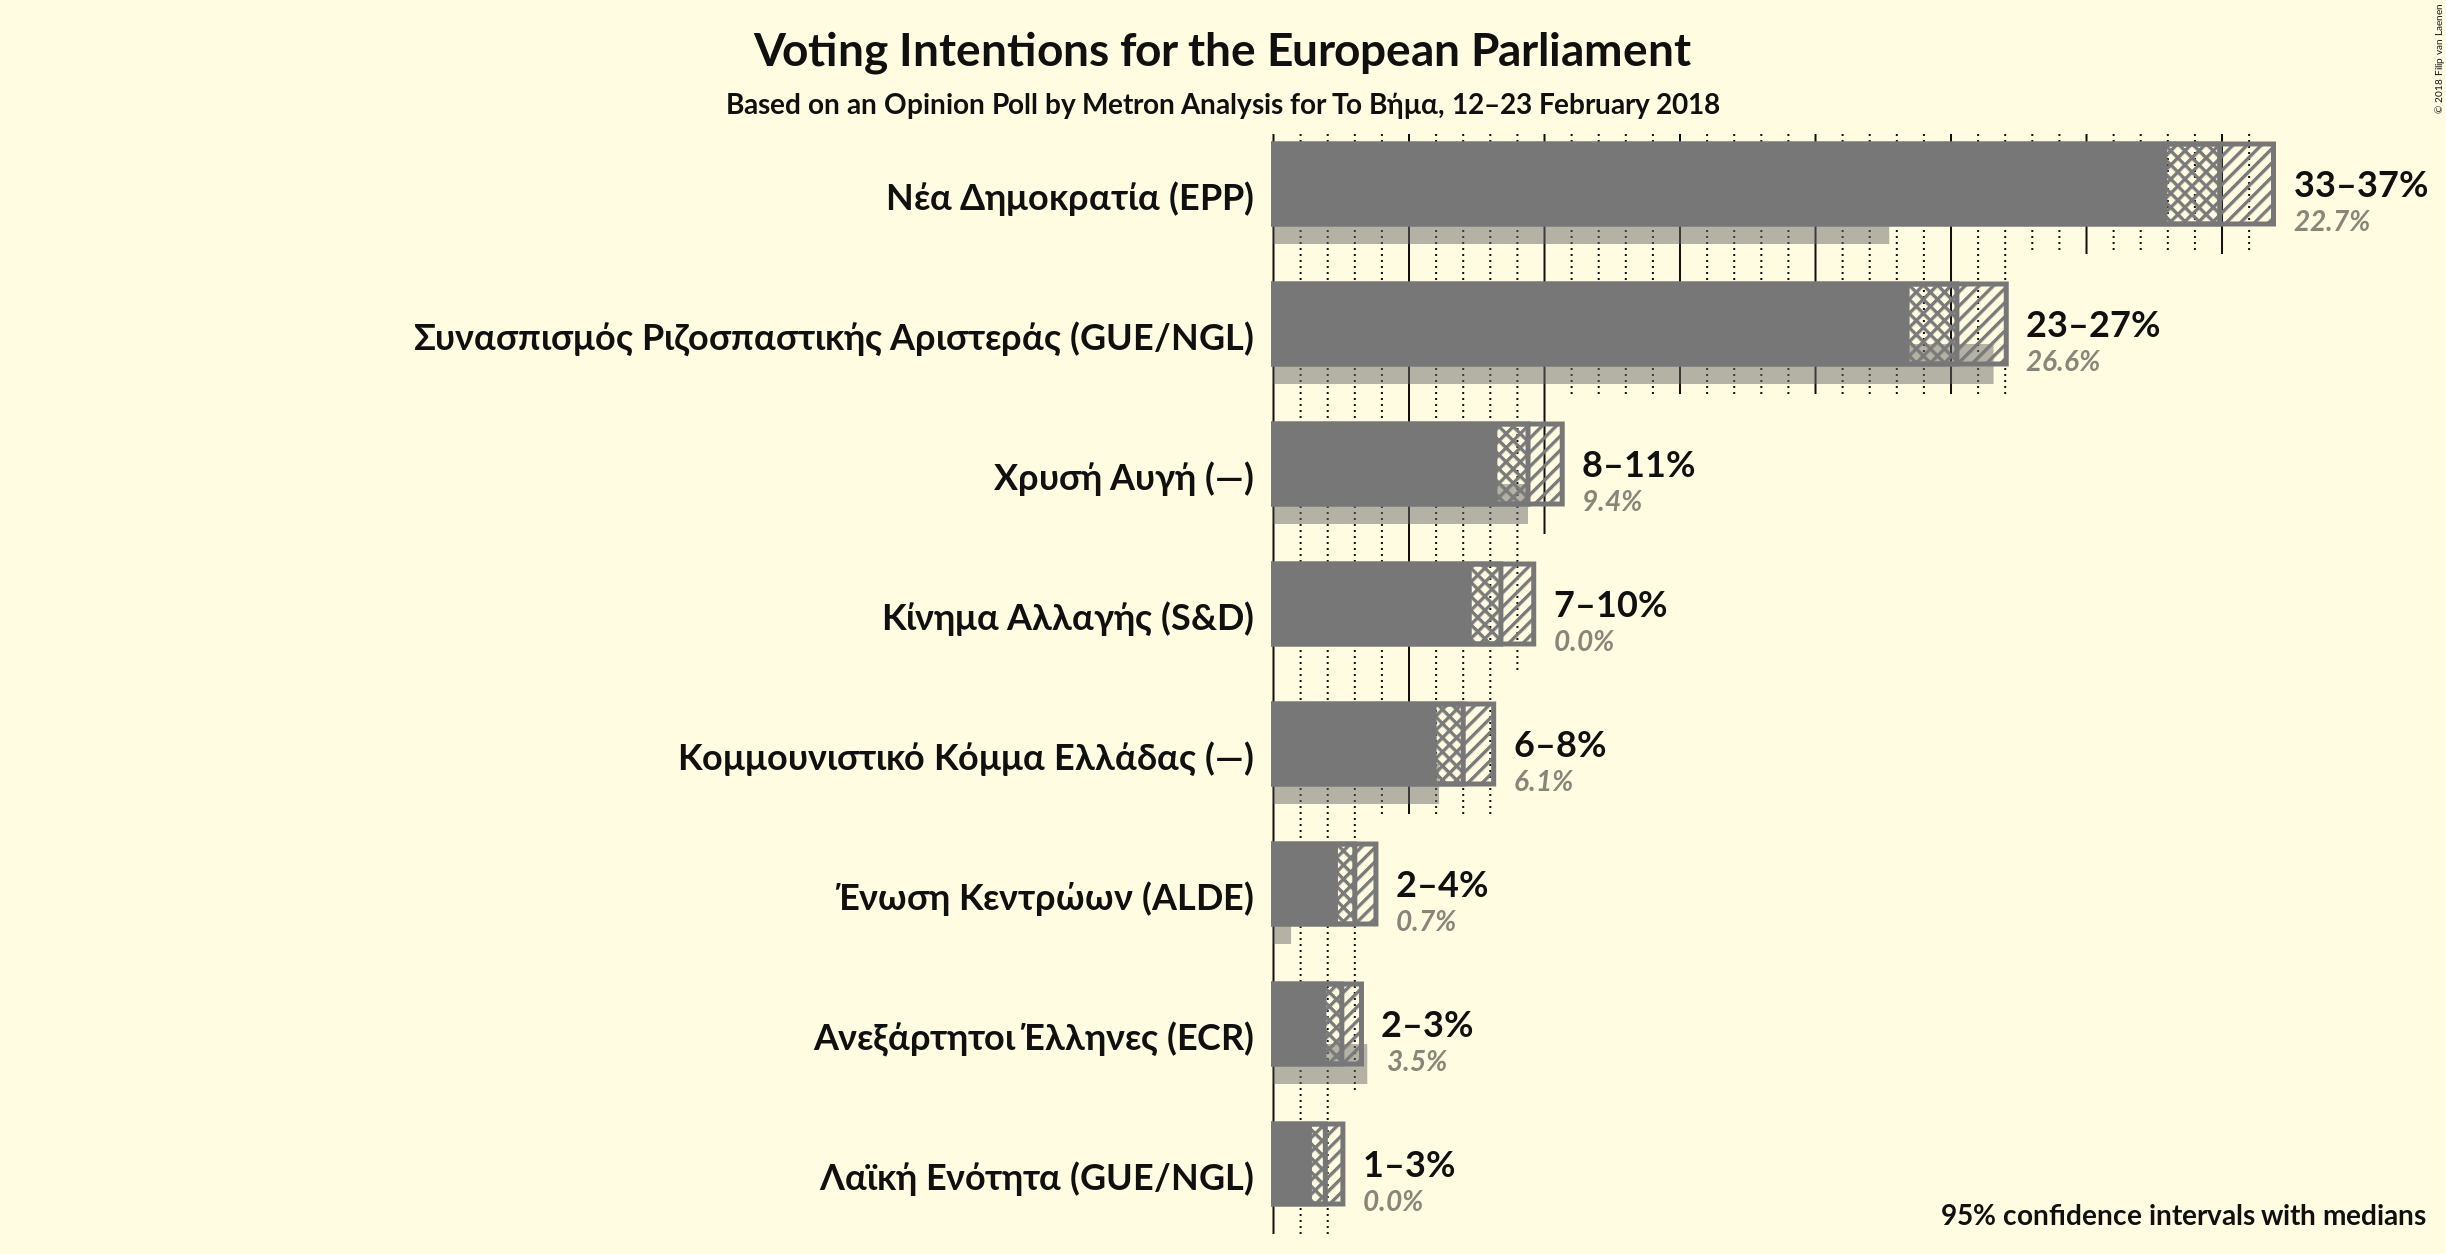 Voting Intentions for the European Parliament
Based on an Opinion Poll by Metron Analysis for Το Βήμα, 12–23 February 2018
© 2018 Filip van Laenen
Νέα Δημοκρατία (EPP)
33–37%
22.7%
Συνασπισμός Ριζοσπαστικής Αριστεράς (GUE/NGL)
23–27%
26.6%
Χρυσή Αυγή (—)
8–11%
9.4%
Κίνημα Αλλαγής (S&D)
7–10%
0.0%
Κομμουνιστικό Κόμμα Ελλάδας (—)
6–8%
6.1%
Ένωση Κεντρώων (ALDE)
2–4%
0.7%
Ανεξάρτητοι Έλληνες (ECR)
2–3%
3.5%
Λαϊκή Ενότητα (GUE/NGL)
1–3%
0.0%
95% confidence intervals with medians